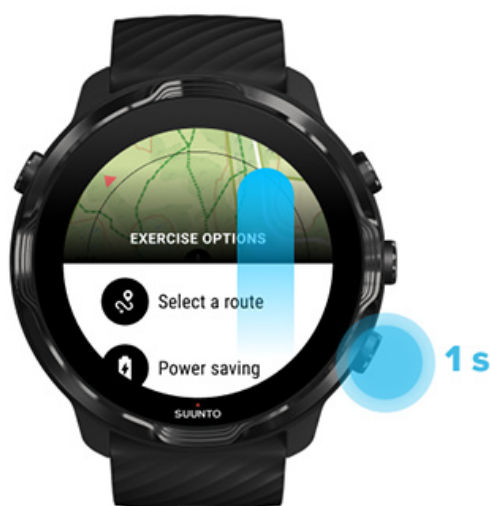 EXERCISE OPTIONS
Select a route
Power saving
1 s
SUUNTO